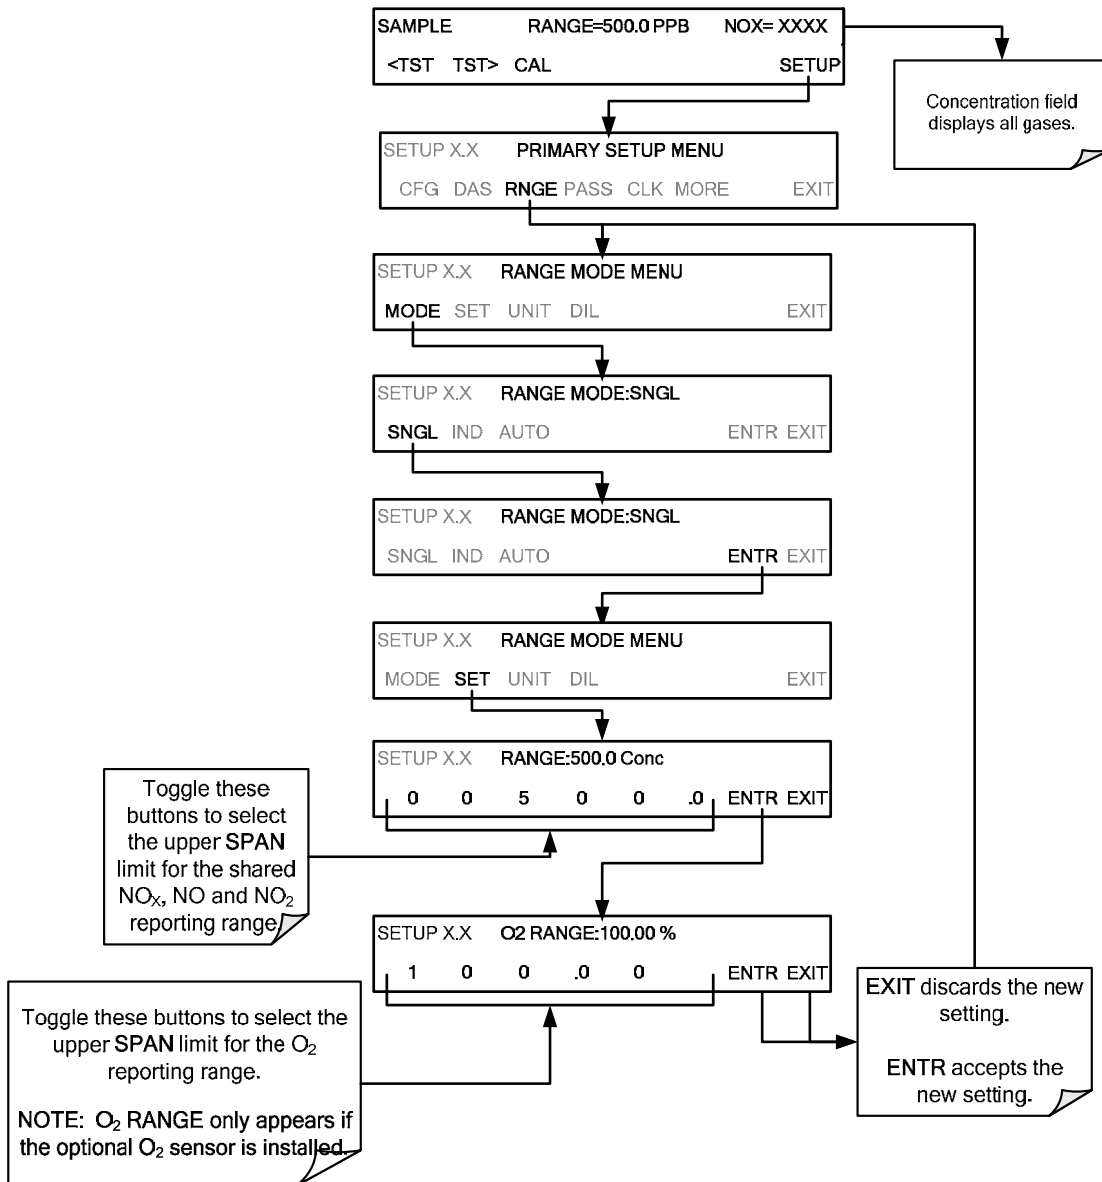 SAMPLE RANGE=500.0 PPB NOX= XXXX
<TST TST> CAL SETUP
Concentration field
displays all gases.
SETUP X.X PRIMARY SETUP MENU
CFG DAS RNGE PASS CLK MORE EXIT
SETUP X.X RANGE MODE MENU
MODE SET UNIT DIL EXIT
SETUP X.X RANGE MODE:SNGL
SNGL IND AUTO ENTR EXIT
SETUP X.X RANGE MODE:SNGL
SNGL IND AUTO ENTR EXIT
SETUP X.X RANGE MODE MENU
MODE SET UNIT DIL EXIT
SETUP X.X RANGE:500.0 Conc
0 0 5 0 0 .0 ENTR EXIT
Toggle these
buttons to select
the upper SPAN
limit for the shared
NOX, NO and NO2
reporting range.
SETUP X.X O2 RANGE:100.00 %
1 0 0 .0 0 ENTR EXIT
Toggle these buttons to select the
upper SPAN limit for the O2
reporting range.
NOTE: O2 RANGE only appears if
the optional O2 sensor is installed.
EXIT discards the new
setting.
ENTR accepts the
new setting.